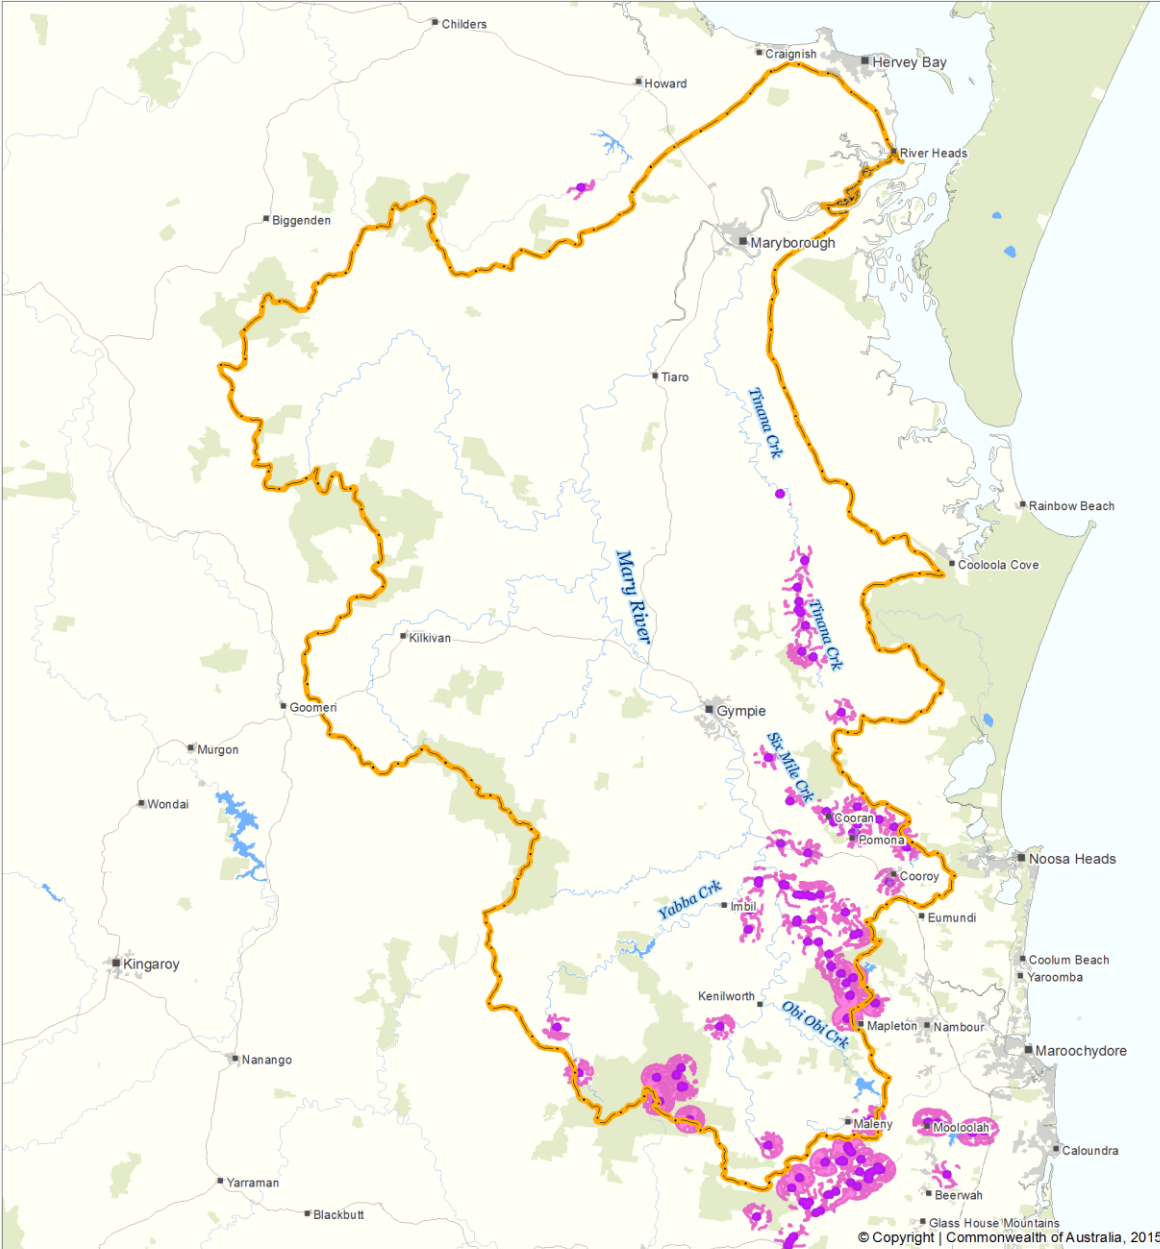 Childers
Craignish
Hervey Bay
Howard
River Heads
Biggenden
Maryborough
Tiaro
Tinana Crk
Rainbow Beach
Cooloola Cove
Mary River
Tinana Crk
Kilkivan
Goomeri
Gympie
Murgon
Six Mile Crk
Wondai
Cooran
Pomona
Noosa Heads
Cooroy
Yabba Crk
Imbil
Eumundi
Kingaroy
Coolum Beach
Yaroomba
Kenilworth
Obi Obi Crk
Mapleton
Nambour
Maroochydore
Nanango
Maleny
Mooloolah
Caloundra
Yarraman
Beerwah
Blackbutt
Glass House Mountains
© Copyright | Commonwealth of Australia, 2015